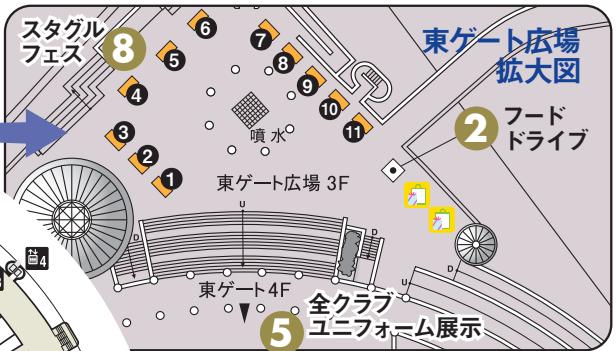 スタグル
フェス
8
東ゲート広場
拡大図
6
7
5
8
4
9
10
11
3
2
1
噴水
2
フード
ドライブ
東ゲート広場 3F
U
D
D
東ゲート4F
U
D
4
5
全クラブ
ユニフォーム展示